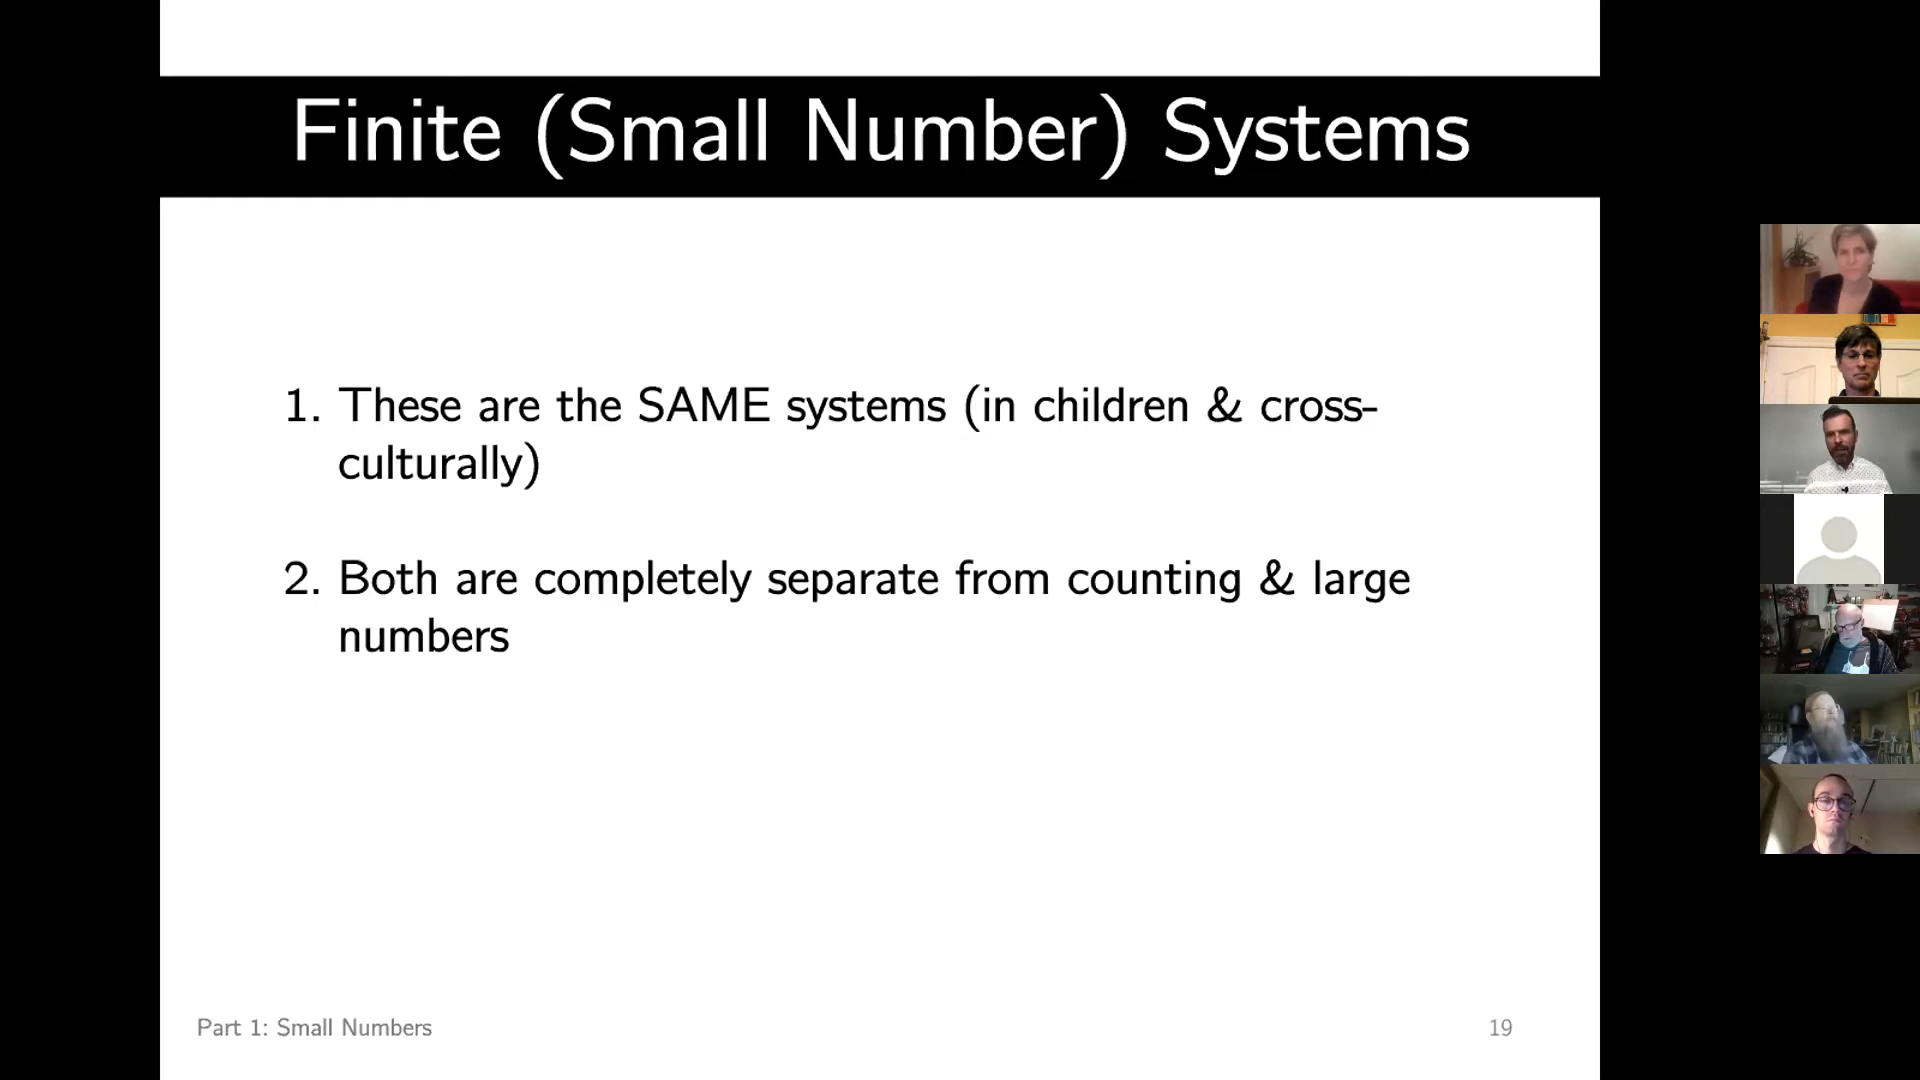 Finite (Small Number) Systems
1. These are the SAME systems (in children & cross-
culturally)
2. Both are completely separate from counting & large
numbers
Part 1: Small Numbers
19